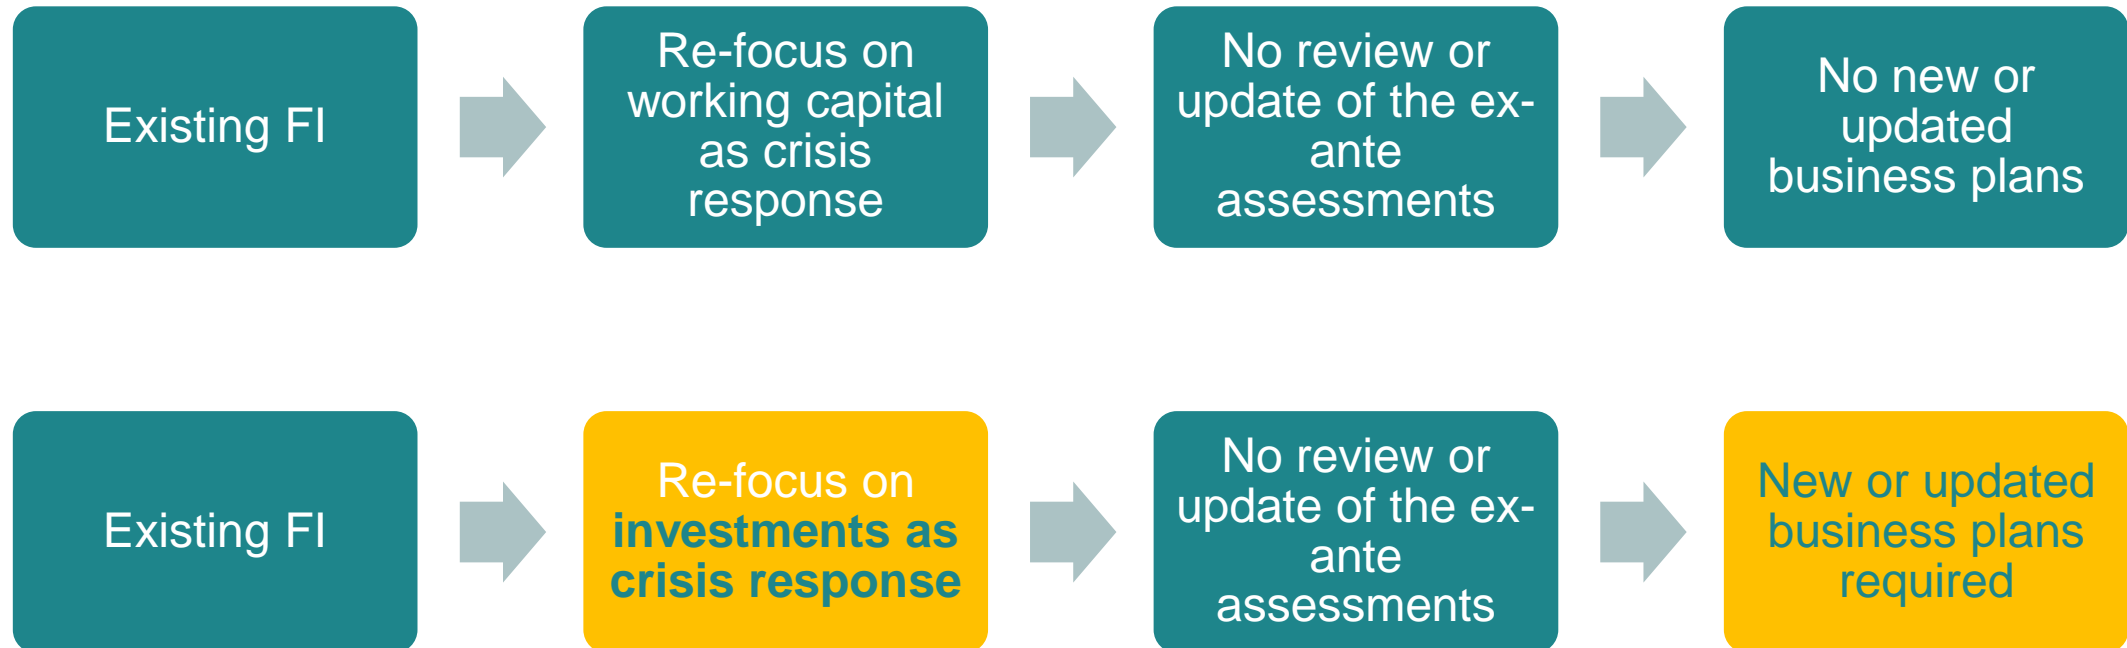 Existing FI
Re-focus on
working capital
as crisis
response
No review or
update of the ex-
ante
assessments
No new or
updated
business plans
Existing FI
Re-focus on
investments as
crisis response
No review or
update of the ex-
ante
assessments
New or updated
business plans
required